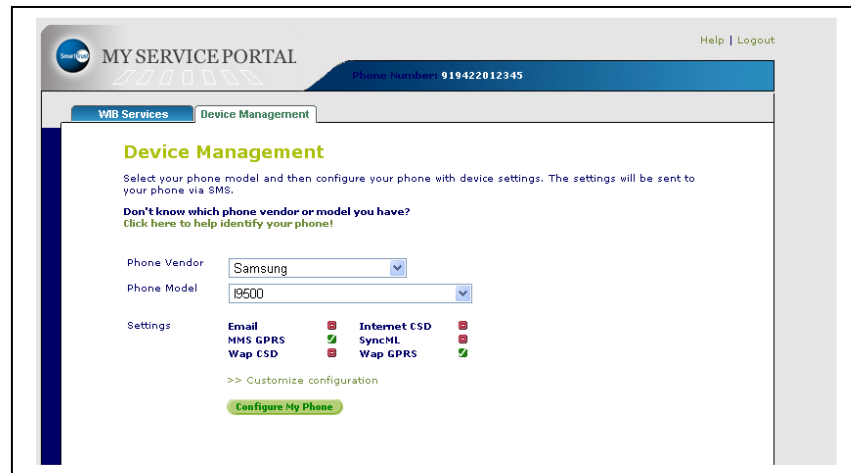 Help | Logout
SmartTrust
MY SERVICE PORTAL
Phone Number: 919422012345
WIB Services
Device Management
Device Management
Select your phone model and then configure your phone with device settings. The settings will be sent to
your phone via SMS.
Don't know which phone vendor or model you have?
Click here to help identify your phone!
Phone Vendor Samsung
Phone Model I9500
Settings Email Internet CSD
MMS GPRS SyncML
Wap CSD Wap GPRS
>> Customize configuration
Configure My Phone